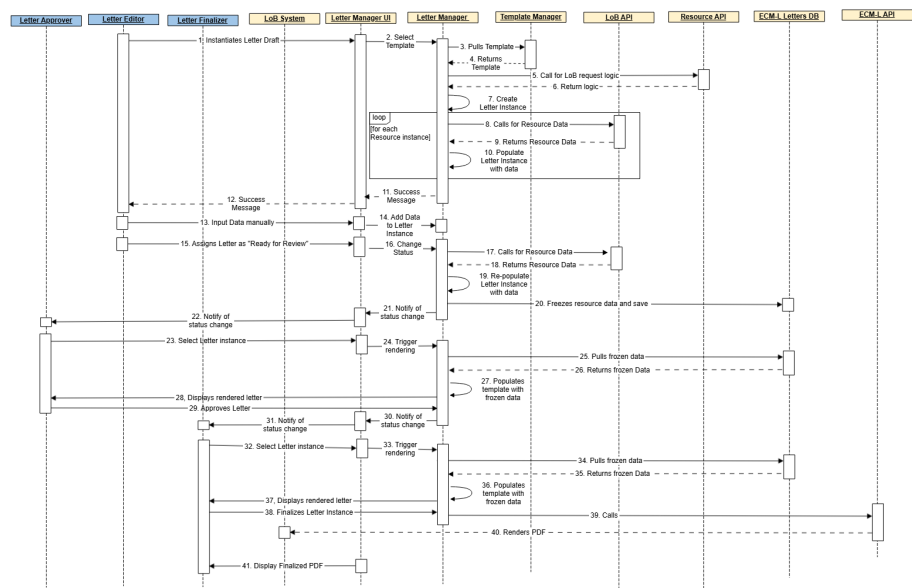 Letter Approver
Letter Editor
Letter Finalizer
LoB System
Letter Manager UI
Letter Manager
Template Manager
LoB API
Resource API
ECM-L Letters DB
ECM-L API
1. Instantiates Letter Draft
2. Select
Template
3. Pulls Template
4. Returns
Template
5. Call for LoB request logic
6. Return logic
7. Create
Letter Instance
loop
[for each
Resource instance]
8. Calls for Resource Data
9. Returns Resource Data
10. Populate
Letter Instance
with data
11. Success
Message
12. Success
Message
13. Input Data manually
14. Add Data
to Letter
Instance
15. Assigns Letter as "Ready for Review"
16. Change
Status
17. Calls for Resource Data
18. Returns Resource Data
19. Re-populate
Letter Instance
with data
20. Freezes resource data and save
21. Notify of
status change
22. Notify of
status change
23. Select Letter instance
24. Trigger
rendering
25. Pulls frozen data
26. Returns frozen Data
27. Populates
template with
frozen data
28, Displays rendered letter
29. Approves Letter
30. Notify of
status change
31. Notify of
status change
32. Select Letter instance
33. Trigger
rendering
34. Pulls frozen data
35. Returns frozen Data
36. Populates
template with
frozen data
37, Displays rendered letter
38. Finalizes Letter Instance
39. Calls
40. Renders PDF
41. Display Finalized PDF